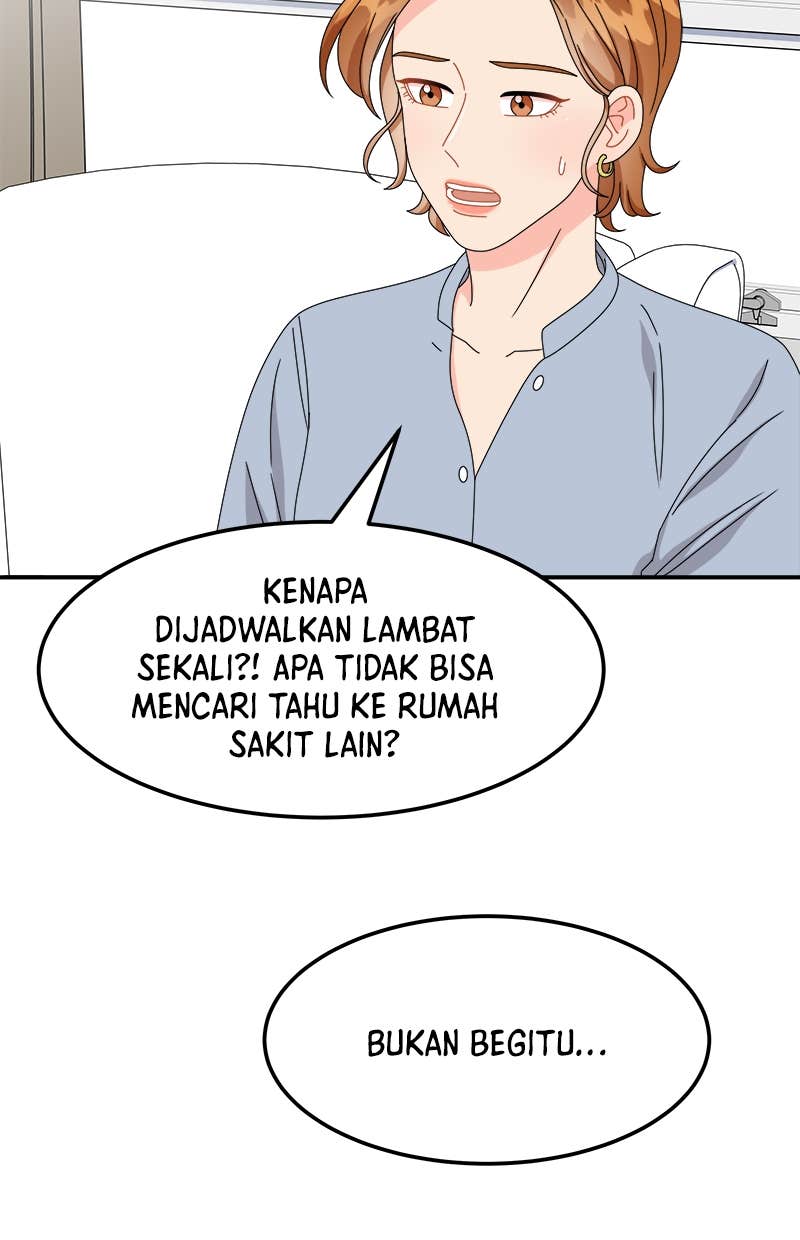 KENAPA
DIJADWALKAN LAMBAT
SEKALI?! APA TIDAK BISA
MENCARI TAHU KE RUMAH
SAKIT LAIN?
BUKAN BEGITU...